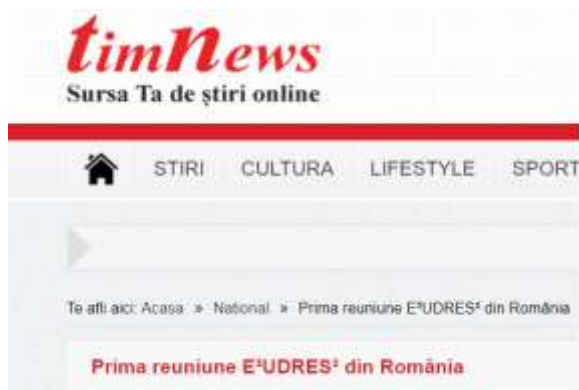 timNews
Sursa Ta de știri online
STIRI CULTURA LIFESTYLE SPORT
Te afli aici: Acasa » National » Prima reuniune E³UDRES² din România
Prima reuniune E³UDRES² din România